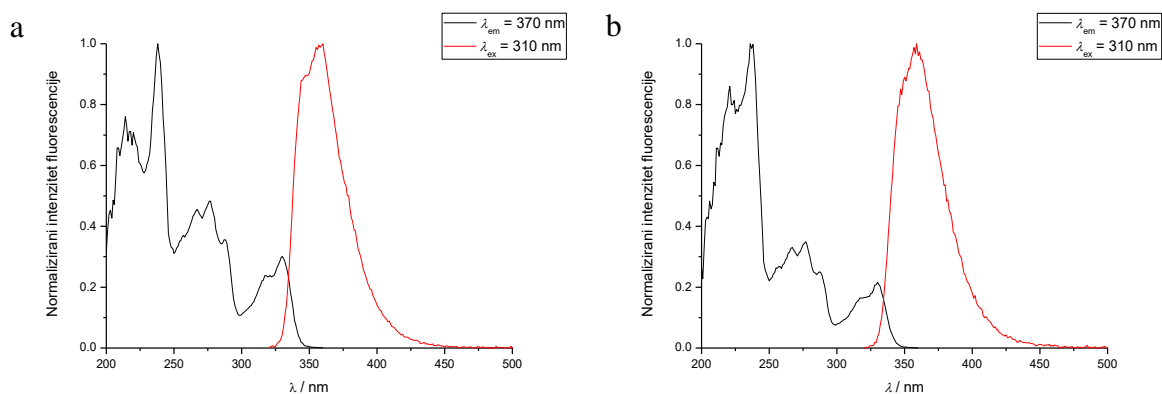 a
λem = 370 nm
λex = 310 nm
Normalizirani intenzitet fluorescencije
1.0
0.8
0.6
0.4
0.2
0.0
200 250 300 350 400 450 500
λ / nm
b
λem = 370 nm
λex = 310 nm
Normalizirani intenzitet fluorescencije
1.0
0.8
0.6
0.4
0.2
0.0
200 250 300 350 400 450 500
λ / nm